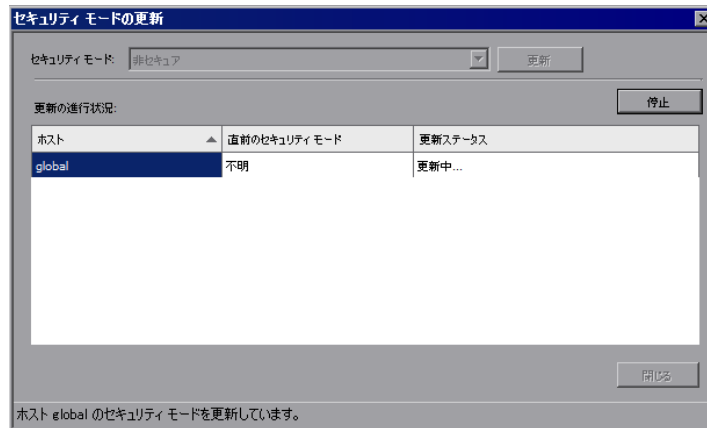 セキュリティ モードの更新
セキュリティ モード: 非セキュア 更新
更新の進行状況: 停止
ホスト 直前のセキュリティ モード 更新ステータス
global 不明 更新中...
閉じる
ホスト global のセキュリティ モードを更新しています。